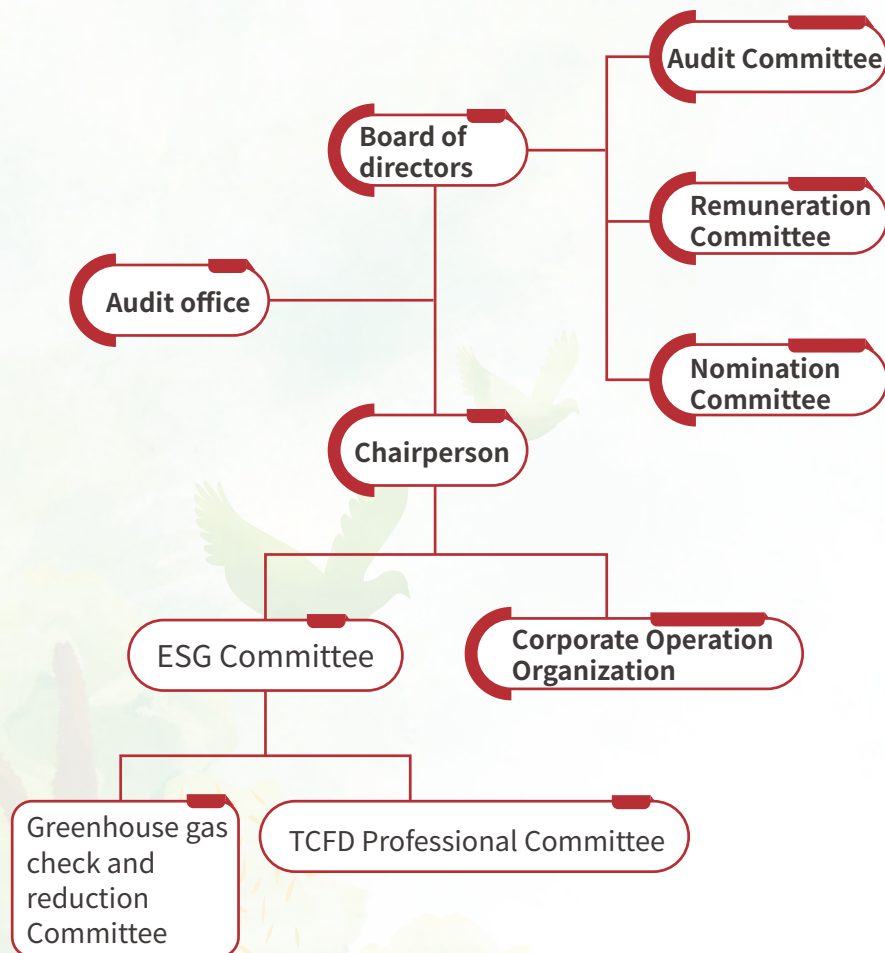 Audit Committee
Board of
directors
Remuneration
Committee
Audit office
Nomination
Committee
Chairperson
ESG Committee
Corporate Operation
Organization
Greenhouse gas
check and
reduction
Committee
TCFD Professional Committee